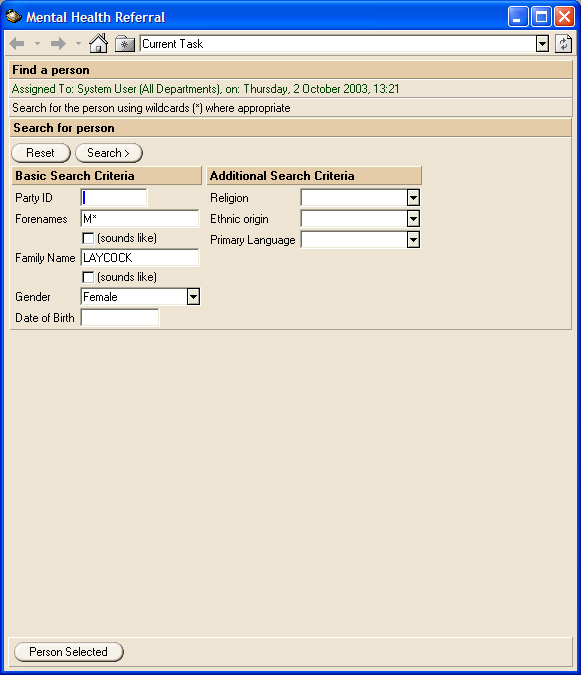 Mental Health Referral
Current Task
Find a person
Assigned To: System User (All Departments), on: Thursday, 2 October 2003, 13:21
Search for the person using wildcards (*) where appropriate
Search for person
Reset Search >
Basic Search Criteria Additional Search Criteria
Party ID Religion
Forenames M* Ethnic origin
(sounds like) Primary Language
Family Name LAYCOCK
(sounds like)
Gender Female
Date of Birth
Person Selected